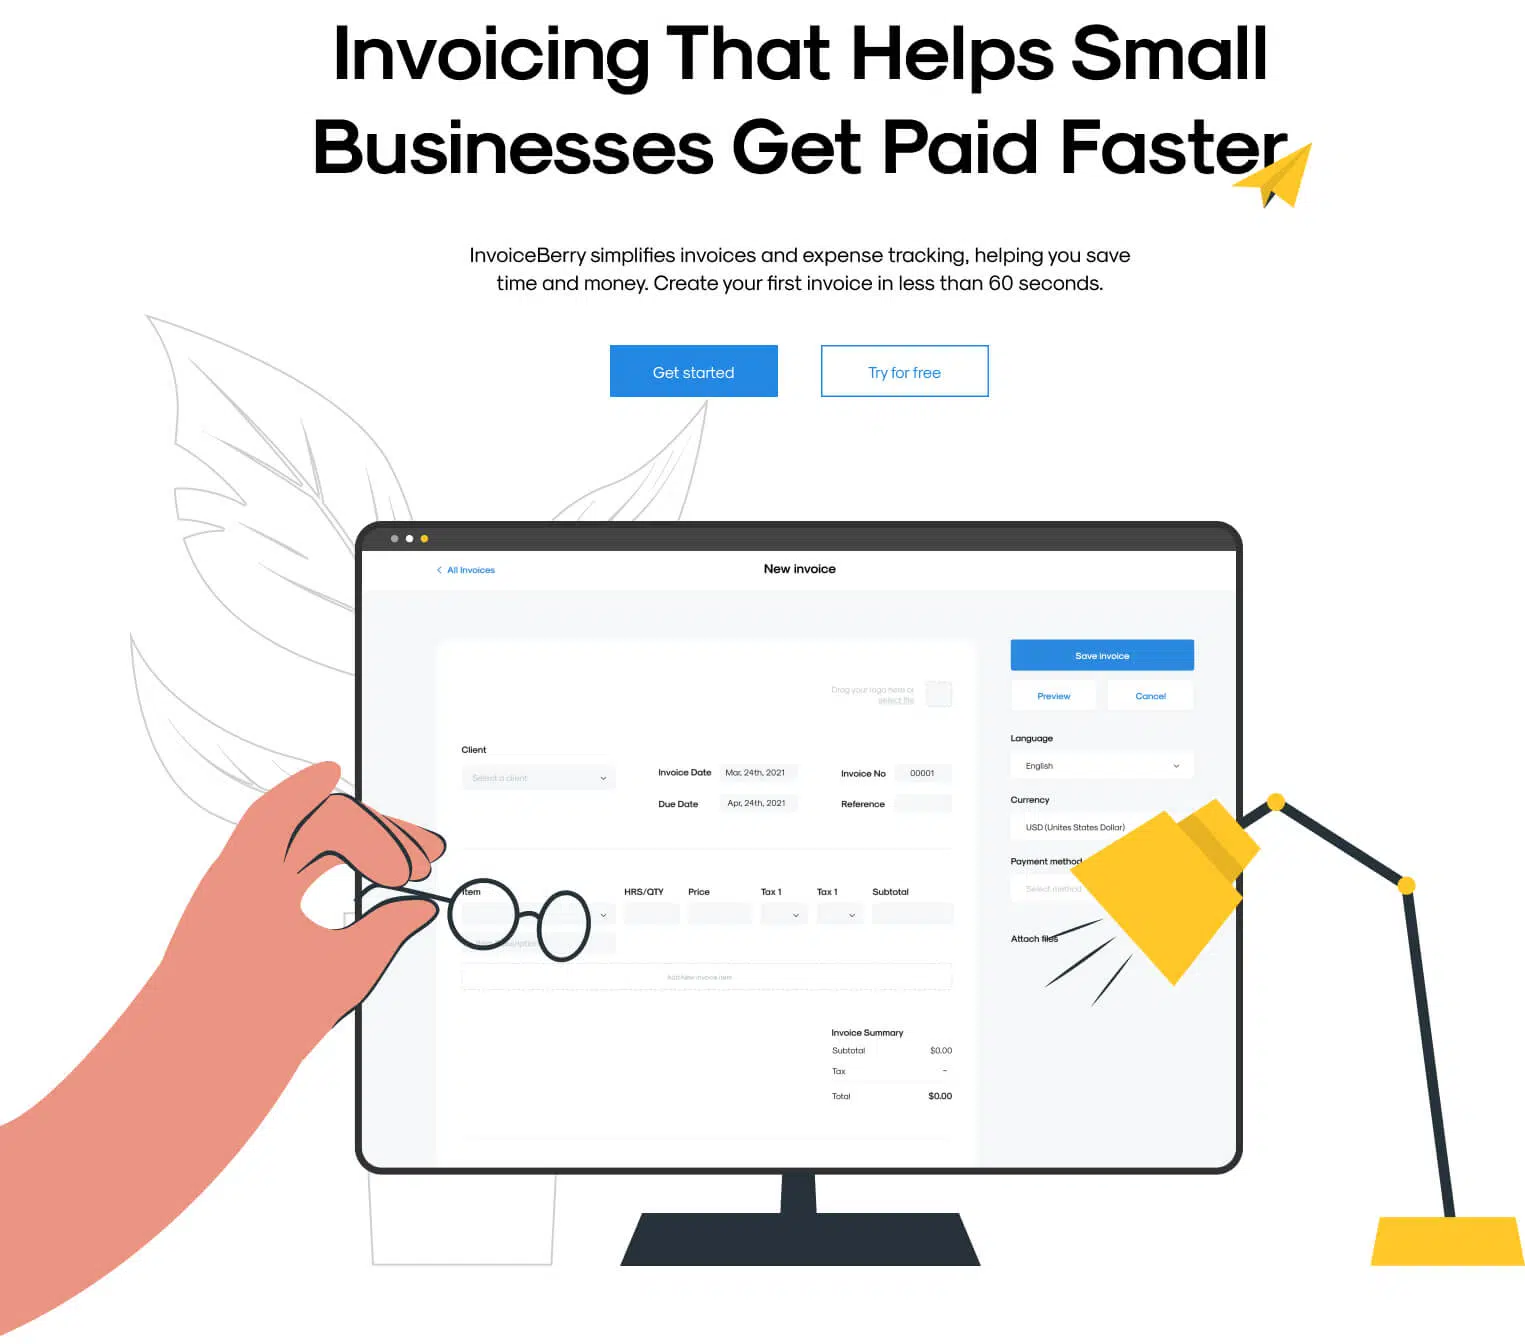 Invoicing That Helps Small
Businesses Get Paid Faster
InvoiceBerry simplifies invoices and expense tracking, helping you save
time and money. Create your first invoice in less than 60 seconds.
Get started
Try for free
All Invoices
New invoice
Save invoice
Drag your logo here or
select file
Preview
Cancel
Language
Client
English
Select a client
Invoice Date
Mar, 24th, 2021
Invoice No
00001
Due Date
Apr, 24th, 2021
Reference
Currency
USD (Unites States Dollar)
Payment method
Select method
Item
HRS/QTY
Price
Tax 1
Tax 1
Subtotal
Attach files
Add New invoice item
Invoice Summary
Subtotal
$0.00
Tax
–
Total
$0.00